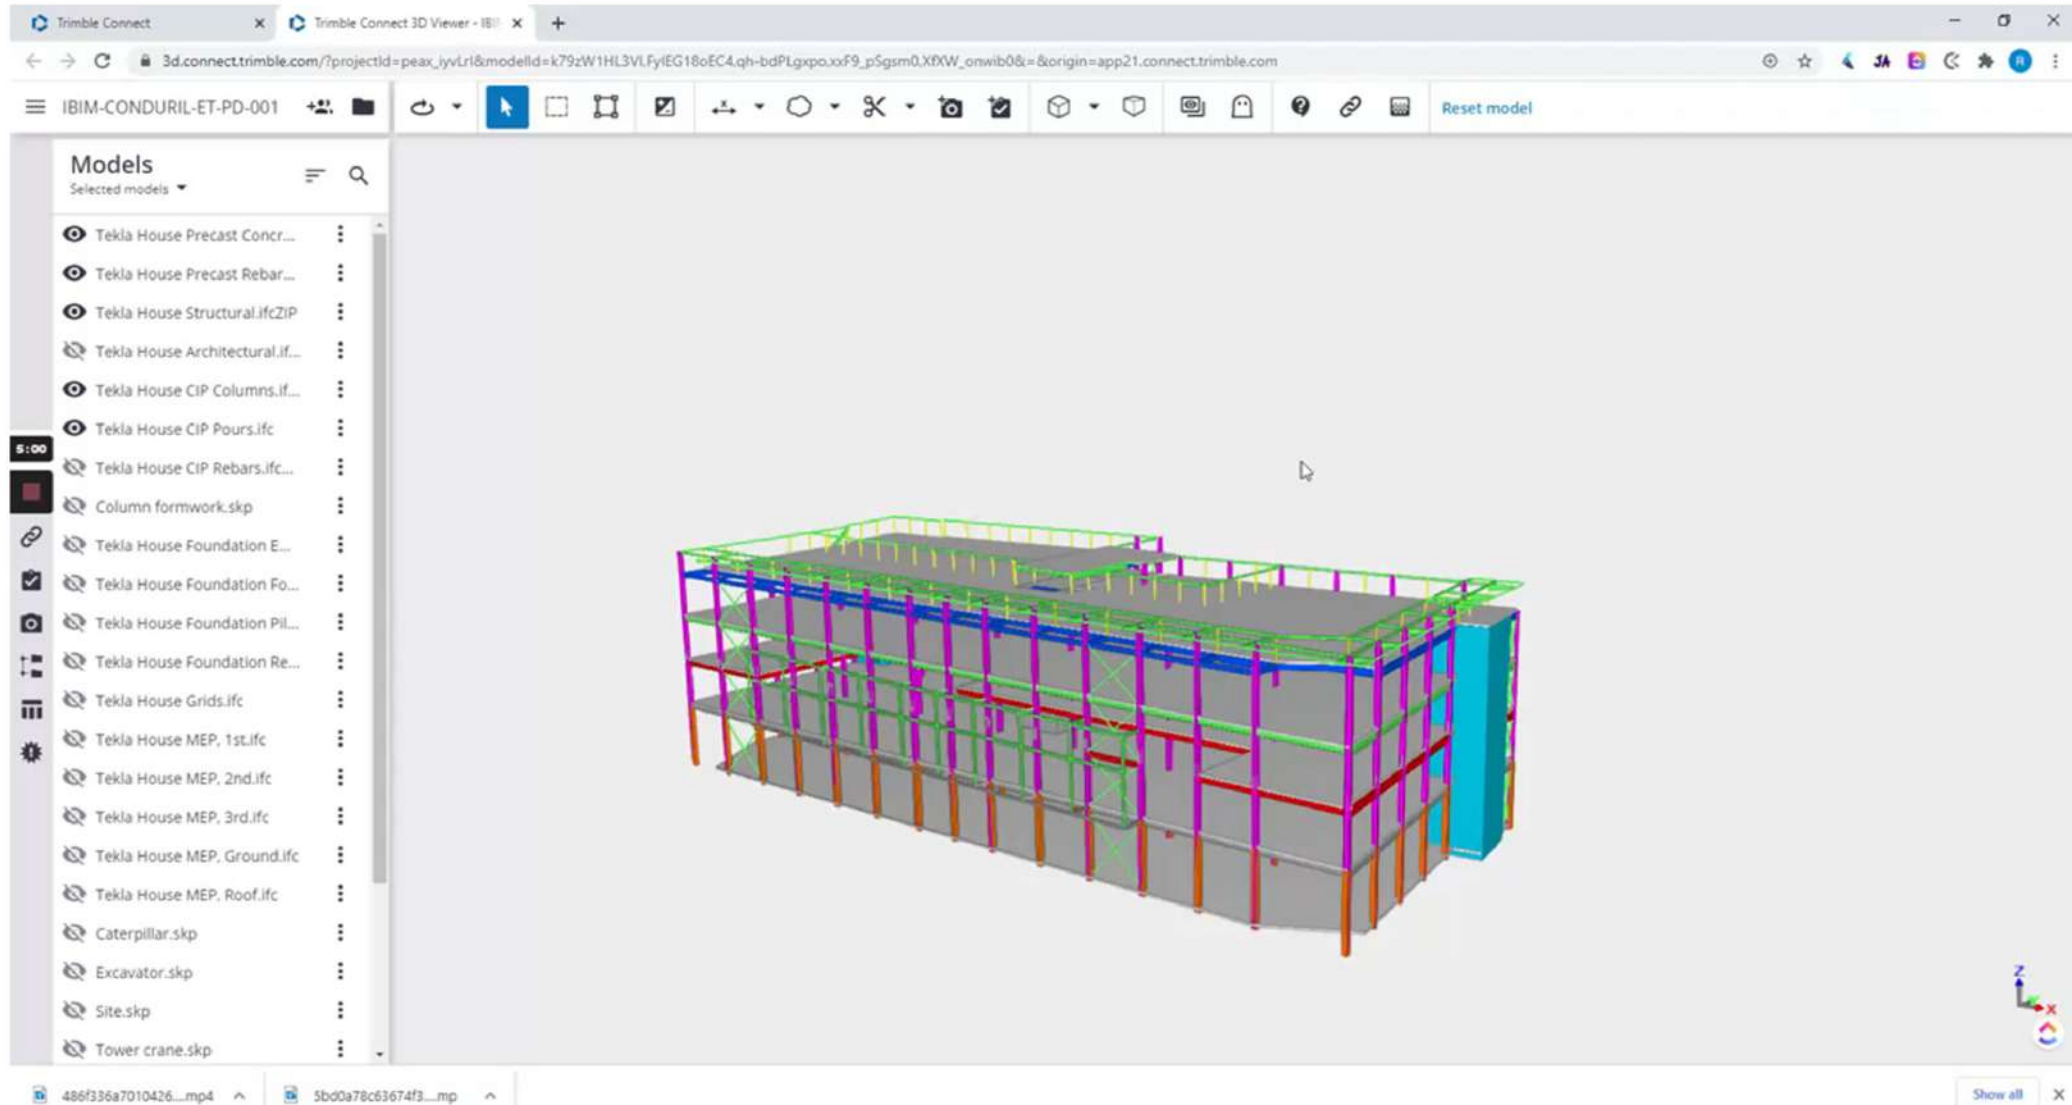 Trimble Connect
Trimble Connect 3D Viewer - IBI
3d.connect.trimble.com/?projectId=peax_iyvLrI&modelId=k79zW1HL3VI,FyIEG18oEC4,qh-bdPLgxpo,xxF9_pSgsm0,XfXW_onwib0&=&origin=app21.connect.trimble.com
JA
R
IBIM-CONDURIL-ET-PD-001
Reset model
Models
Selected models
Tekla House Precast Concr...
Tekla House Precast Rebar...
Tekla House Structural.ifcZIP
Tekla House Architectural.if...
Tekla House CIP Columns.if...
Tekla House CIP Pours.ifc
5:00
Tekla House CIP Rebars.ifc...
Column formwork.skp
Tekla House Foundation E...
Tekla House Foundation Fo...
Tekla House Foundation Pil...
Tekla House Foundation Re...
Tekla House Grids.ifc
Tekla House MEP, 1st.ifc
Tekla House MEP, 2nd.ifc
Tekla House MEP, 3rd.ifc
Tekla House MEP, Ground.ifc
Tekla House MEP, Roof.ifc
Caterpillar.skp
Excavator.skp
Site.skp
Tower crane.skp
Z
X
486f336a7010426....mp4
5bd0a78c63674f3....mp
Show all